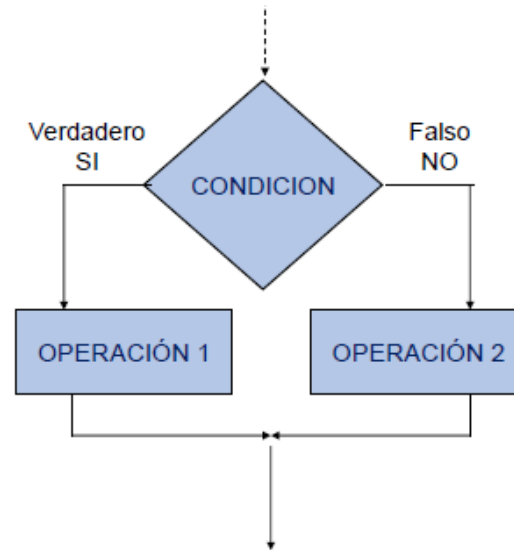 Verdadero
SI
Falso
NO
CONDICION
OPERACIÓN 1
OPERACIÓN 2